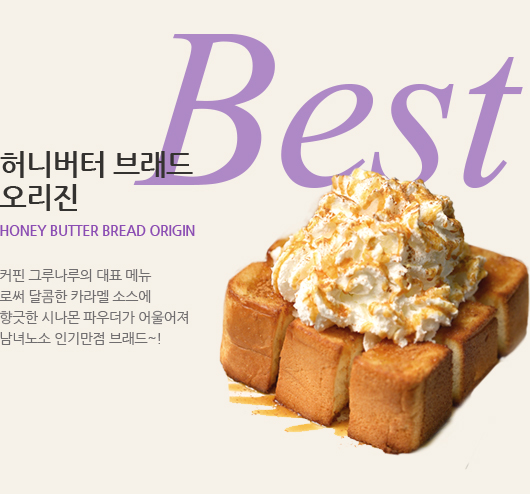 Best
허니버터 브래드
오리진
HONEY BUTTER BREAD ORIGIN
커핀 그루나루의 대표 메뉴
로써 달콤한 카라멜 소스에
향긋한 시나몬 파우더가 어울어져
남녀노소 인기만점 브래드~!